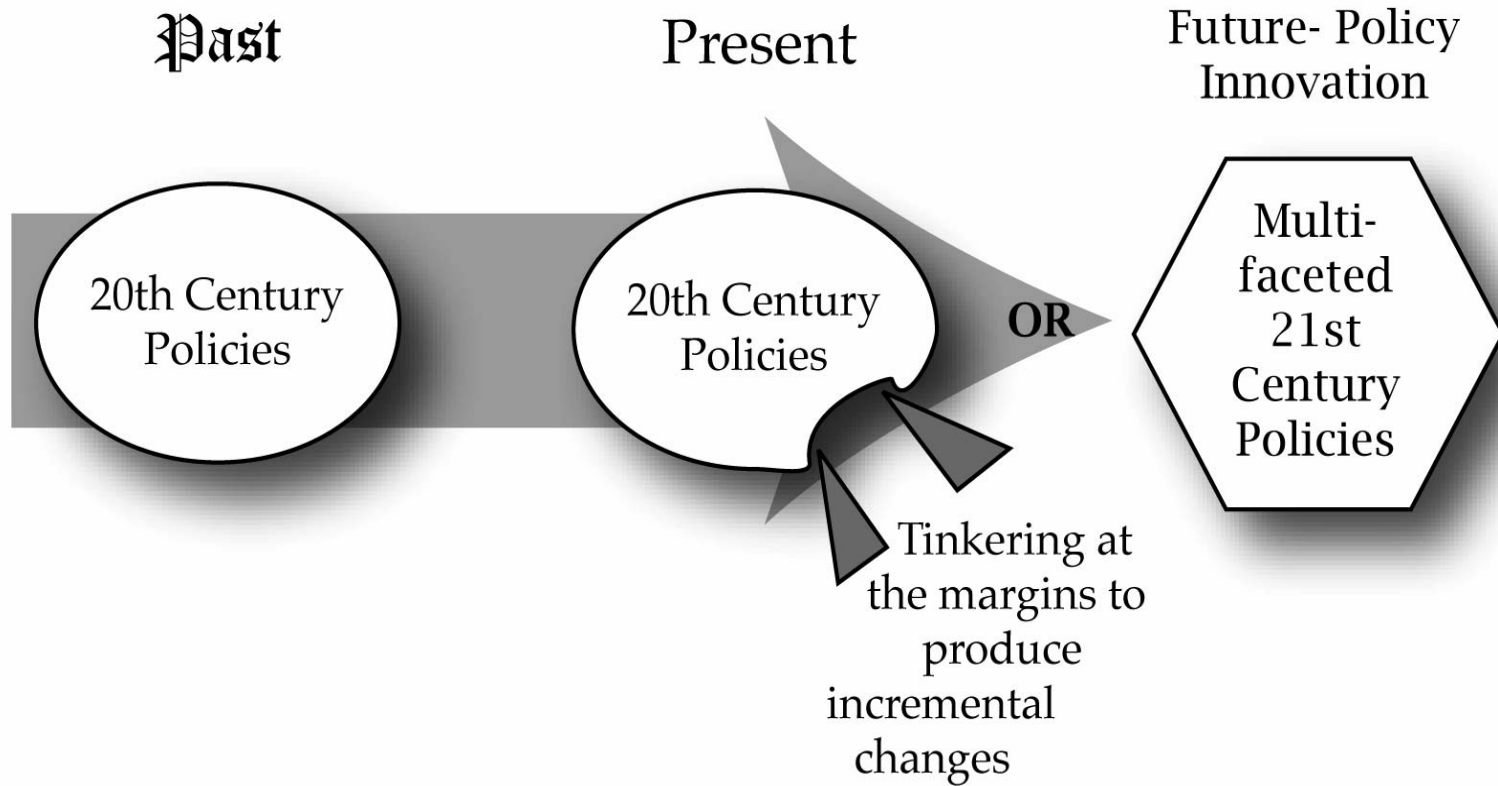 Past
Present
Future- Policy
Innovation
20th Century
Policies
20th Century
Policies
OR
Multi-
faceted
21st
Century
Policies
Tinkering at
the margins to
produce
incremental
changes